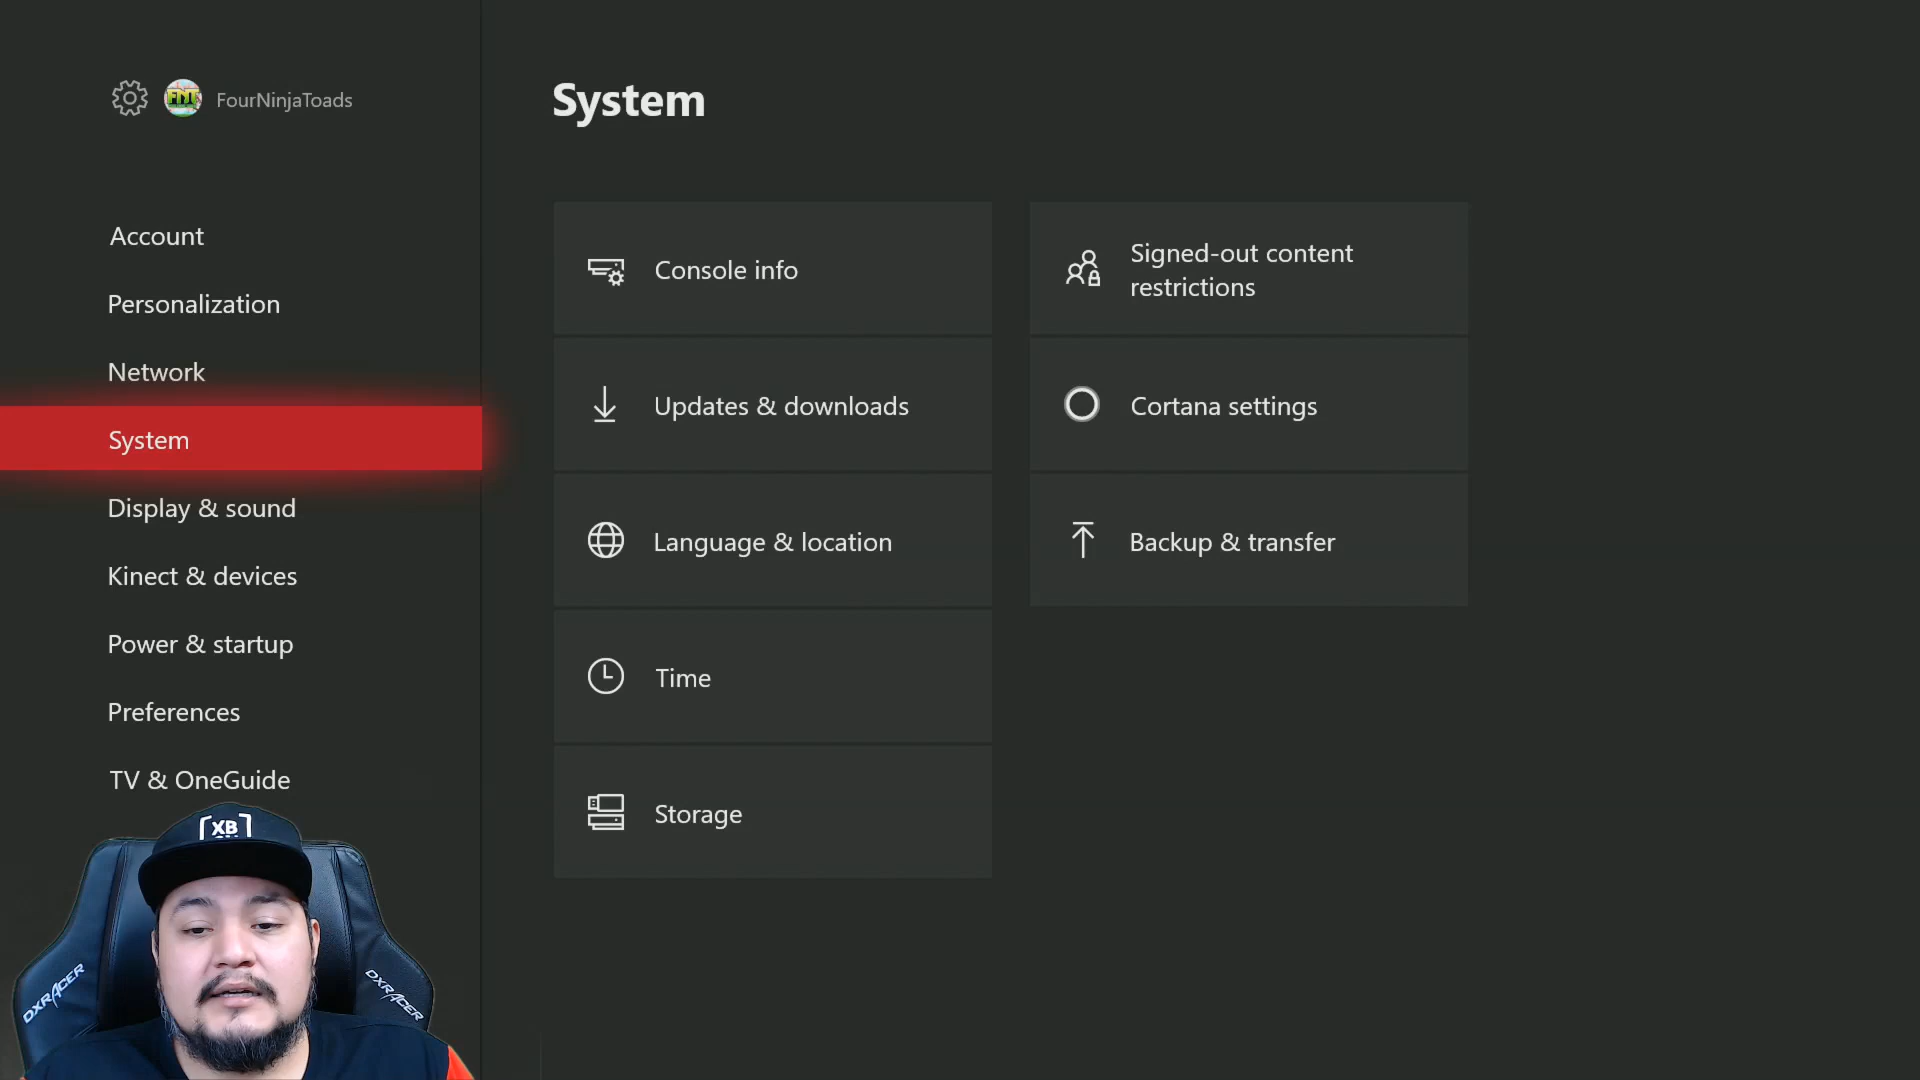 FNT
FourNinjaToads
System
Account
Personalization
Network
System
Display & sound
Kinect & devices
Power & startup
Preferences
TV & OneGuide
Console info
Updates & downloads
Language & location
Time
Storage
Signed-out content
restrictions
Cortana settings
Backup & transfer
XB
DXRACER
DXRACER